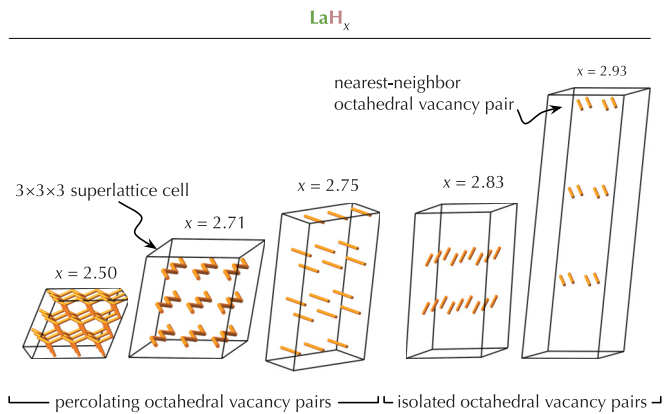 LaHₓ
x = 2.93
nearest-neighbor
octahedral vacancy pair
x = 2.83
x = 2.75
3×3×3 superlattice cell
x = 2.71
x = 2.50
percolating octahedral vacancy pairs
isolated octahedral vacancy pairs